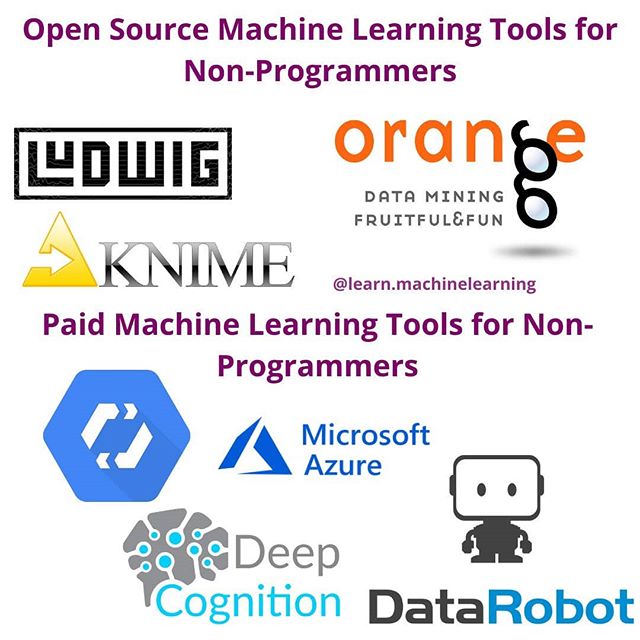 Open Source Machine Learning Tools for
Non-Programmers
LUDWIG
orange
DATA MINING
FRUITFUL&FUN
KNIME
@learn.machinelearning
Paid Machine Learning Tools for Non-
Programmers
Microsoft
Azure
Deep
Cognition
DataRobot